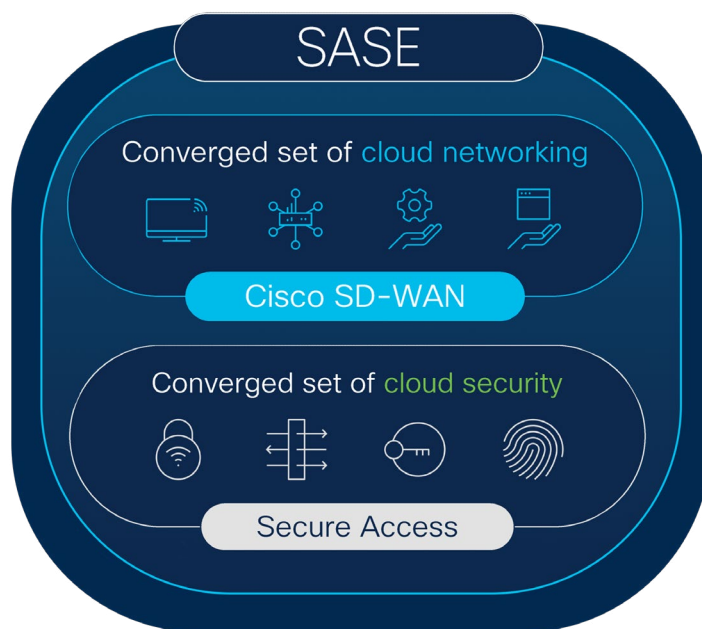 SASE
Converged set of cloud networking
Cisco SD-WAN
Converged set of cloud security
Secure Access